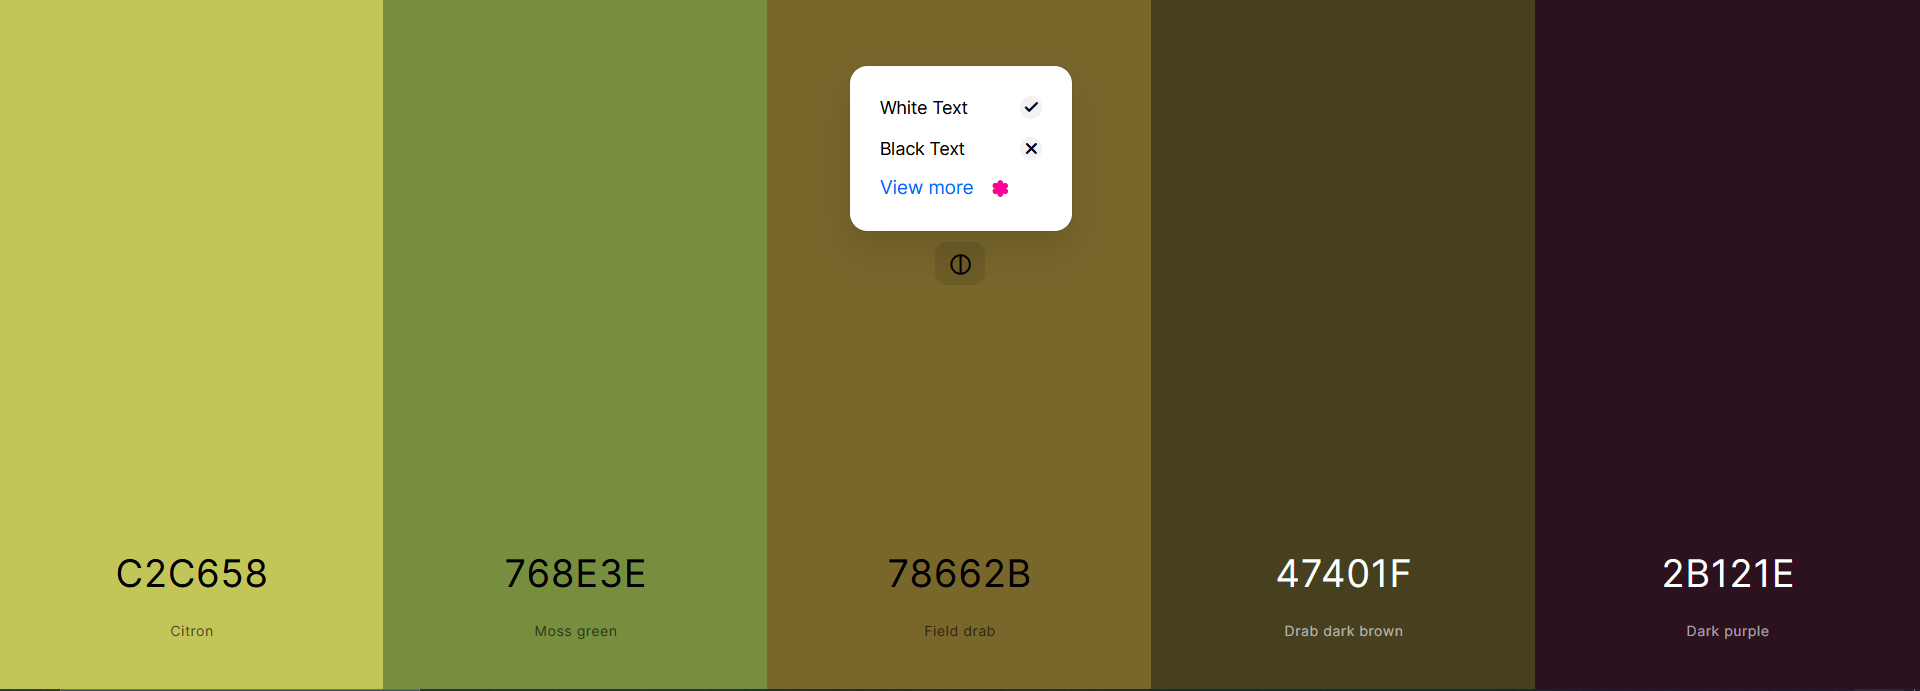 White Text
Black Text
View more
C2C658
768E3E
78662B
47401F
2B121E
Citron
Moss green
Field drab
Drab dark brown
Dark purple